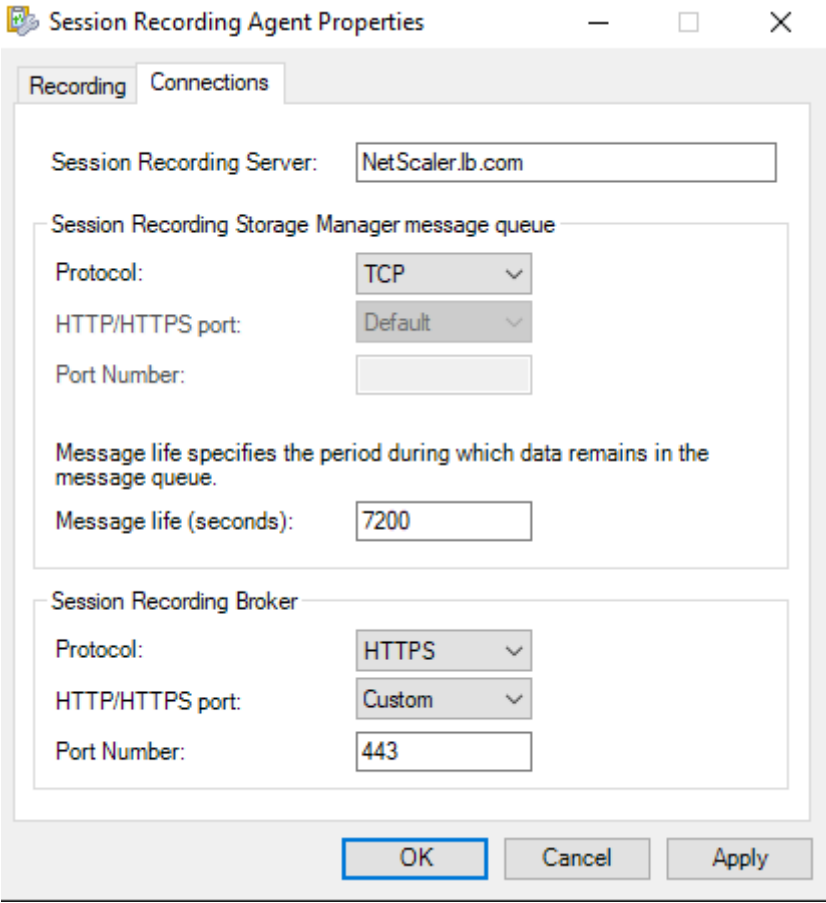 Session Recording Agent Properties
Recording
Connections
Session Recording Server:
NetScaler.lb.com
Session Recording Storage Manager message queue
Protocol:
TCP
HTTP/HTTPS port:
Default
Port Number:
Message life specifies the period during which data remains in the
message queue.
Message life (seconds):
7200
Session Recording Broker
Protocol:
HTTPS
HTTP/HTTPS port:
Custom
Port Number:
443
OK
Cancel
Apply